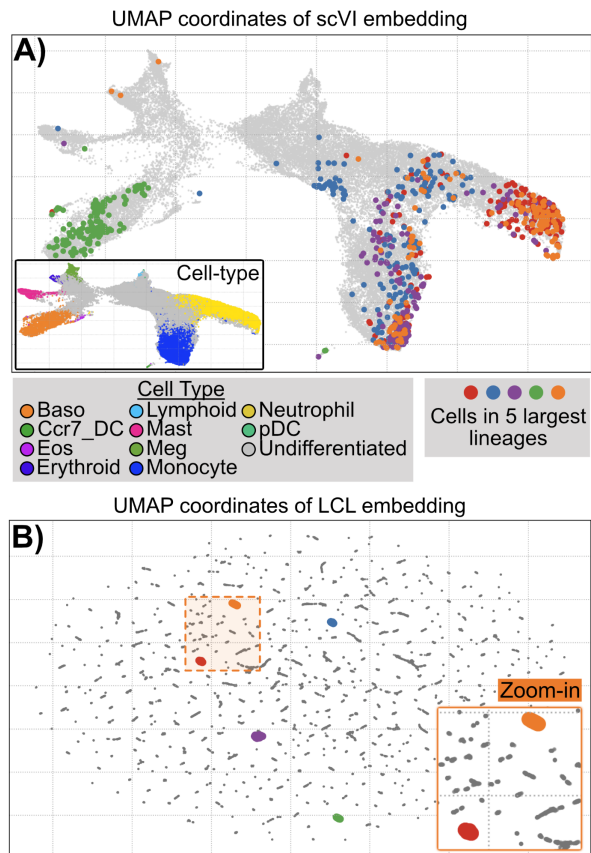 UMAP coordinates of scVI embedding
A)
Cell-type
Cell Type
Baso
Lymphoid
Neutrophil
Ccr7_DC
Mast
pDC
Eos
Meg
Undifferentiated
Erythroid
Monocyte
Cells in 5 largest
lineages
UMAP coordinates of LCL embedding
B)
Zoom-in